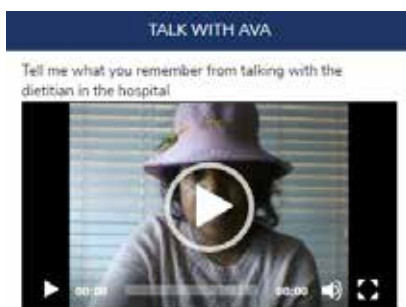 TALK WITH AVA
Tell me what you remember from talking with the
dietitian in the hospital
00:00
00:00